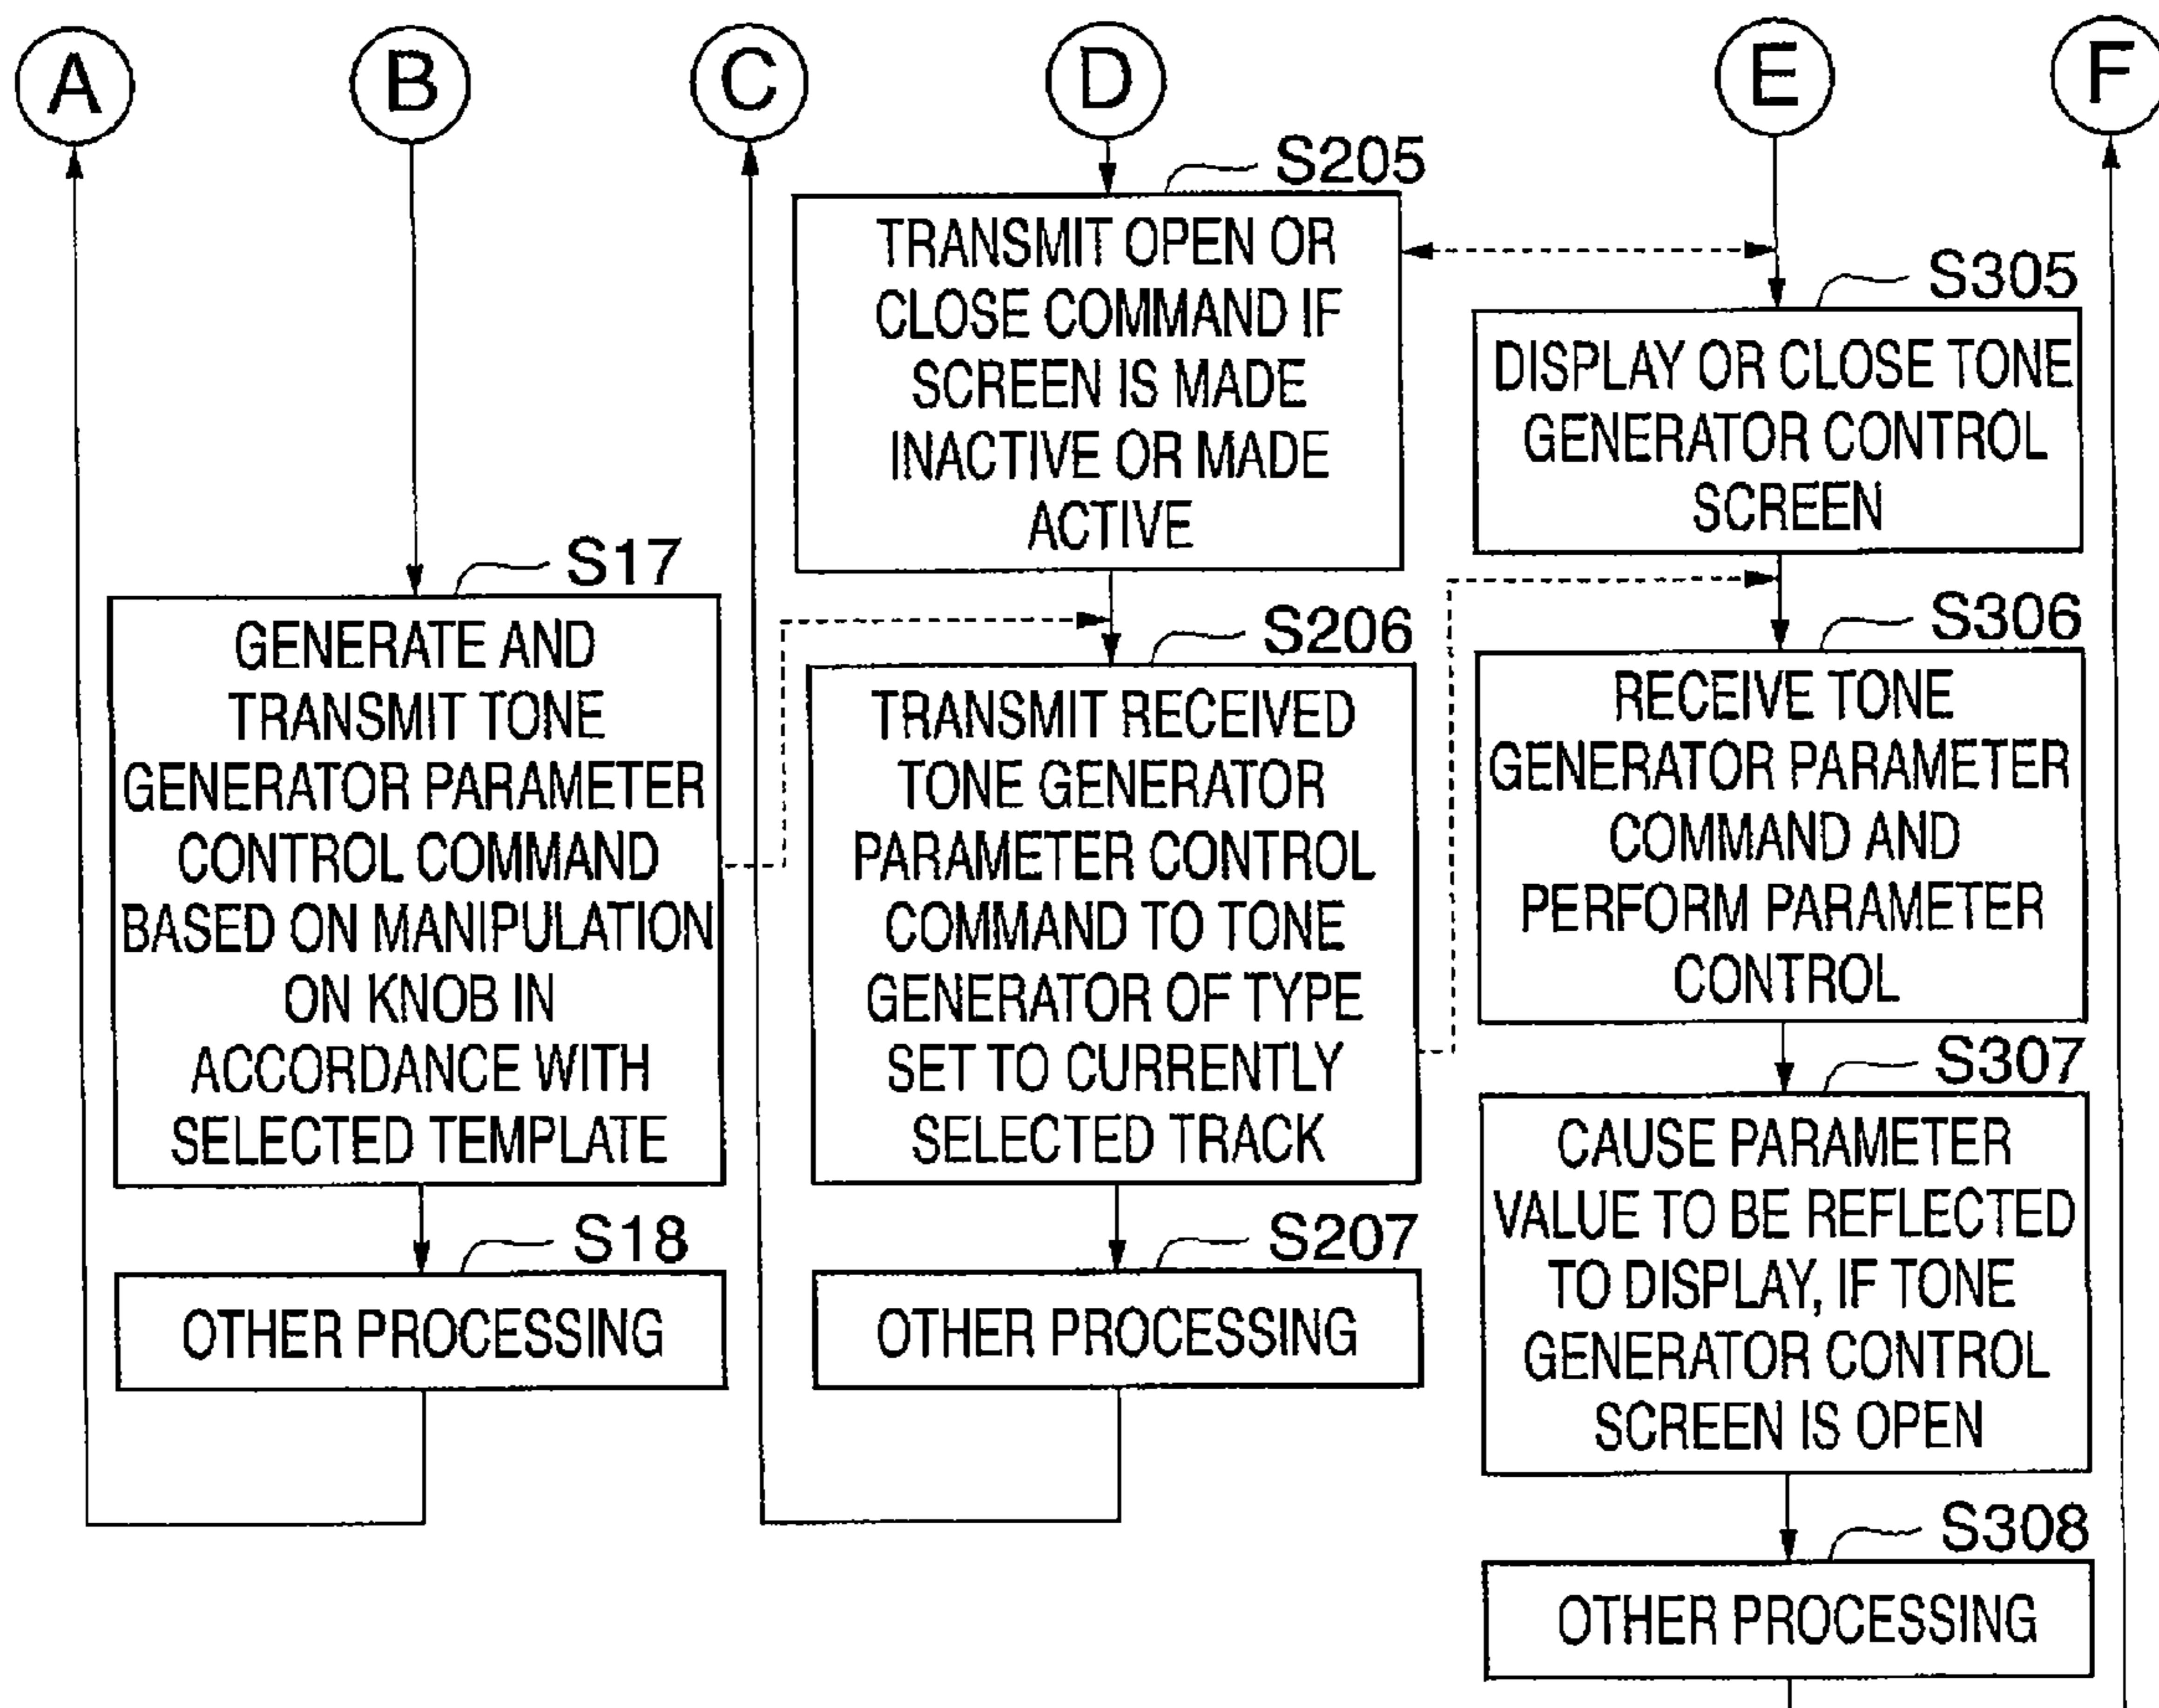 A
B
C
D
E
F
S205
TRANSMIT OPEN OR
CLOSE COMMAND IF
SCREEN IS MADE
INACTIVE OR MADE
ACTIVE
S305
DISPLAY OR CLOSE TONE
GENERATOR CONTROL
SCREEN
S17
GENERATE AND
TRANSMIT TONE
GENERATOR PARAMETER
CONTROL COMMAND
BASED ON MANIPULATION
ON KNOB IN
ACCORDANCE WITH
SELECTED TEMPLATE
S206
TRANSMIT RECEIVED
TONE GENERATOR
PARAMETER CONTROL
COMMAND TO TONE
GENERATOR OF TYPE
SET TO CURRENTLY
SELECTED TRACK
S306
RECEIVE TONE
GENERATOR PARAMETER
COMMAND AND
PERFORM PARAMETER
CONTROL
S307
CAUSE PARAMETER
VALUE TO BE REFLECTED
TO DISPLAY, IF TONE
GENERATOR CONTROL
SCREEN IS OPEN
S18
OTHER PROCESSING
S207
OTHER PROCESSING
S308
OTHER PROCESSING